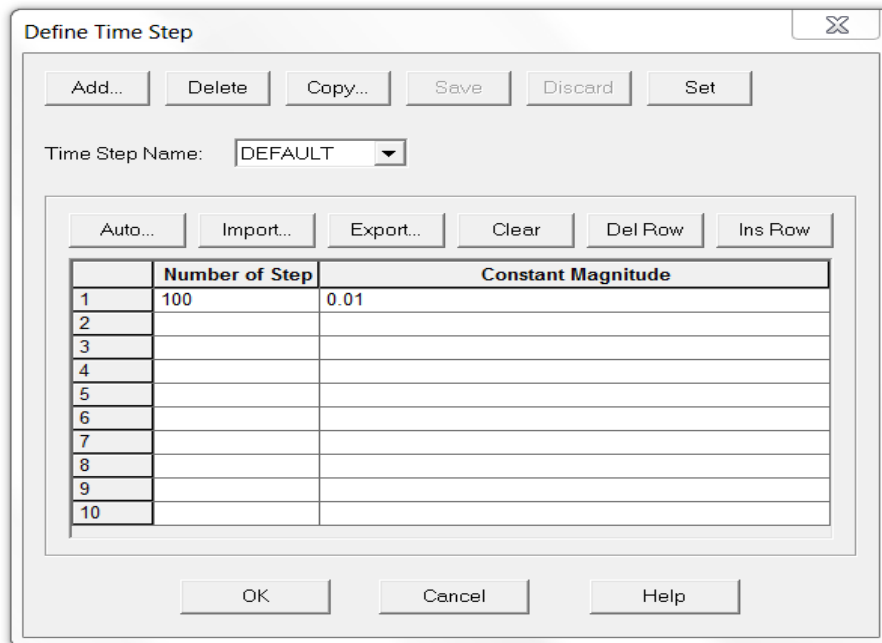 Define Time Step
Add... Delete Copy... Save Discard Set
Time Step Name: DEFAULT
Auto... Import... Export... Clear Del Row Ins Row
Number of Step Constant Magnitude
1 100 0.01
2
3
4
5
6
7
8
9
10
OK Cancel Help